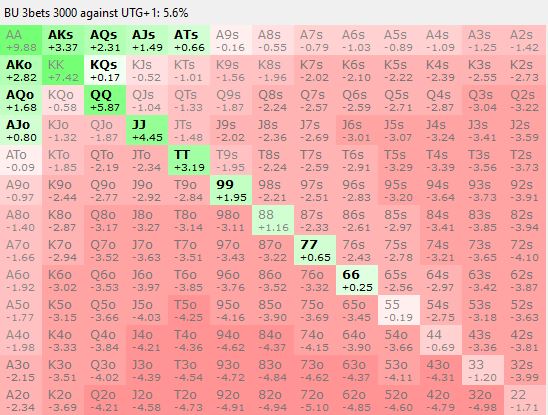 BU 3bets 3000 against UTG+1: 5.6%
AA AKs AQs AJs ATs A9s A8s A7s A6s A5s A4s A3s A2s
+9.88 +3.37 +2.31 +1.49 +0.66 -0.16 -0.55 -0.79 -1.03 -0.89 -1.09 -1.25 -1.42
AKo KK KQs KJs KTs K9s K8s K7s K6s K5s K4s K3s K2s
+2.82 +7.42 +0.17 -0.52 -1.01 -1.56 -1.96 -2.02 -2.10 -2.22 -2.39 -2.55 -2.73
AQo KQo QQ QJs QTs Q9s Q8s Q7s Q6s Q5s Q4s Q3s Q2s
+1.68 -0.58 +5.87 -1.04 -1.33 -1.87 -2.24 -2.57 -2.59 -2.71 -2.87 -3.04 -3.22
AJo KJo QJo JJ JTs J9s J8s J7s J6s J5s J4s J3s J2s
+0.80 -1.32 -1.87 +4.45 -1.48 -2.02 -2.36 -2.69 -3.01 -3.07 -3.24 -3.41 -3.59
ATo KTo QTo JTo TT T9s T8s T7s T6s T5s T4s T3s T2s
-0.09 -1.85 -2.19 -2.34 +3.19 -1.95 -2.24 -2.55 -2.91 -3.29 -3.39 -3.56 -3.73
A9o K9o Q9o J9o T9o 99 98s 97s 96s 95s 94s 93s 92s
-0.97 -2.44 -2.77 -2.92 -2.84 +1.95 -2.21 -2.51 -2.83 -3.20 -3.64 -3.73 -3.91
A8o K8o Q8o J8o T8o 98o 88 87s 86s 85s 84s 83s 82s
-1.40 -2.87 -3.17 -3.27 -3.14 -3.11 +1.16 -2.33 -2.61 -2.97 -3.41 -3.85 -3.94
A7o K7o Q7o J7o T7o 97o 87o 77 76s 75s 74s 73s 72s
-1.66 -2.94 -3.52 -3.63 -3.51 -3.43 -3.22 +0.65 -2.43 -2.78 -3.21 -3.65 -4.10
A6o K6o Q6o J6o T6o 96o 86o 76o 66 65s 64s 63s 62s
-1.92 -3.02 -3.53 -3.97 -3.85 -3.76 -3.52 -3.32 +0.25 -2.56 -2.97 -3.42 -3.87
A5o K5o Q5o J5o T5o 95o 85o 75o 65o 55 54s 53s 52s
-1.77 -3.15 -3.66 -4.03 -4.25 -4.16 -3.90 -3.69 -3.45 -0.19 -2.75 -3.18 -3.63
A4o K4o Q4o J4o T4o 94o 84o 74o 64o 54o 44 43s 42s
-1.98 -3.33 -3.84 -4.21 -4.36 -4.62 -4.37 -4.15 -3.90 -3.66 -0.69 -3.36 -3.81
A3o K3o Q3o J3o T3o 93o 83o 73o 63o 53o 43o 33 32s
-2.15 -3.51 -4.02 -4.39 -4.54 -4.72 -4.84 -4.62 -4.37 -4.11 -4.31 -1.20 -3.99
A2o K2o Q2o J2o T2o 92o 82o 72o 62o 52o 42o 32o 22
-2.34 -3.69 -4.21 -4.58 -4.73 -4.91 -4.94 -5.10 -4.85 -4.60 -4.79 -4.98 -1.71